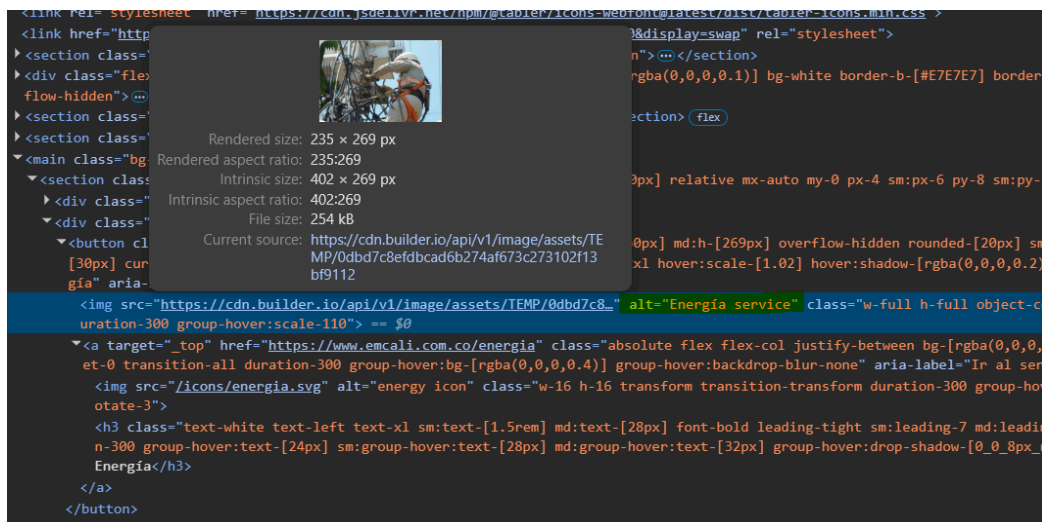 <link rel="stylesheet" href="https://cdn.jsdelivr.net/npm/@tabler/icons-webfont@latest/dist/tabler-icons.min.css">
<link href="http 0&display=swap" rel="stylesheet">
<section class= n">…</section>
<div class="flex rgba(0,0,0,0.1)] bg-white border-b-[#E7E7E7] border
flow-hidden">…
<section class= ection> flex
<section class=
Rendered size: 235 × 269 px
<main class="bg-
Rendered aspect ratio: 235:269
<section class 0px] relative mx-auto my-0 px-4 sm:px-6 py-8 sm:py-
Intrinsic size: 402 × 269 px
<div class="
Intrinsic aspect ratio: 402:269
<div class="
File size: 254 kB
<button cl 0px] md:h-[269px] overflow-hidden rounded-[20px] sm
Current source: https://cdn.builder.io/api/v1/image/assets/TE
MP/0dbd7c8efdbcad6b274af673c273102f13
bf9112
[30px] cur xl hover:scale-[1.02] hover:shadow-[rgba(0,0,0,0.2)
gía" aria-
<img src="https://cdn.builder.io/api/v1/image/assets/TEMP/0dbd7c8…" alt="Energía service" class="w-full h-full object-c
uration-300 group-hover:scale-110"> == $0
<a target="_top" href="https://www.emcali.com.co/energia" class="absolute flex flex-col justify-between bg-[rgba(0,0,0,
et-0 transition-all duration-300 group-hover:bg-[rgba(0,0,0,0.4)] group-hover:backdrop-blur-none" aria-label="Ir al ser
<img src="/icons/energia.svg" alt="energy icon" class="w-16 h-16 transform transition-transform duration-300 group-hov
otate-3">
<h3 class="text-white text-left text-xl sm:text-[1.5rem] md:text-[28px] font-bold leading-tight sm:leading-7 md:leadin
n-300 group-hover:text-[24px] sm:group-hover:text-[28px] md:group-hover:text-[32px] group-hover:drop-shadow-[0_0_8px_
Energía</h3>
</a>
</button>